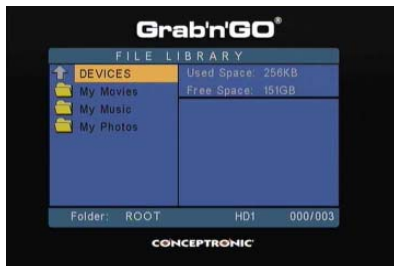 Grab'n'GO®
FILE LIBRARY
DEVICES
Used Space: 256KB
My Movies
Free Space: 151GB
My Music
My Photos
Folder: ROOT HD1 000/003
CONCEPTRONIC